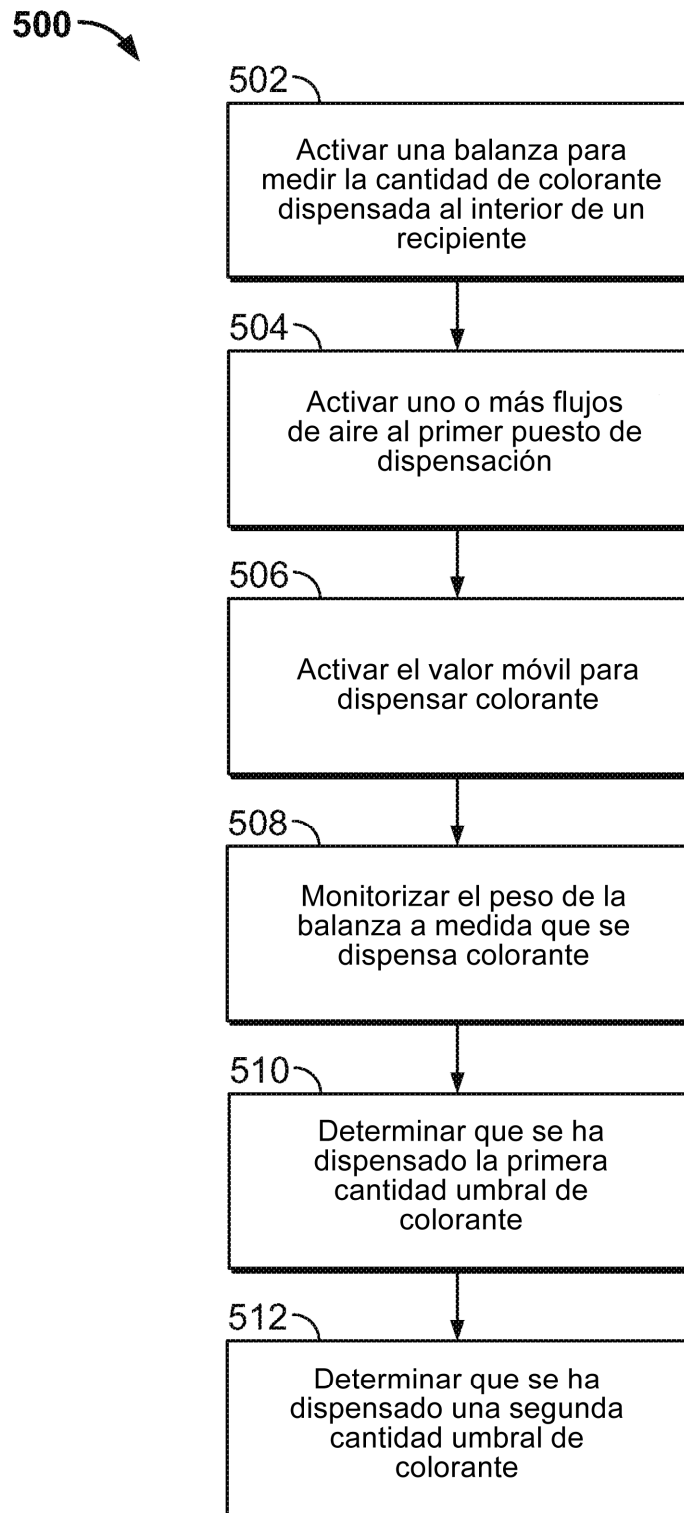 500
502
Activar una balanza para
medir la cantidad de colorante
dispensada al interior de un
recipiente
504
Activar uno o más flujos
de aire al primer puesto de
dispensación
506
Activar el valor móvil para
dispensar colorante
508
Monitorizar el peso de la
balanza a medida que se
dispensa colorante
510
Determinar que se ha
dispensado la primera
cantidad umbral de
colorante
512
Determinar que se ha
dispensado una segunda
cantidad umbral de
colorante